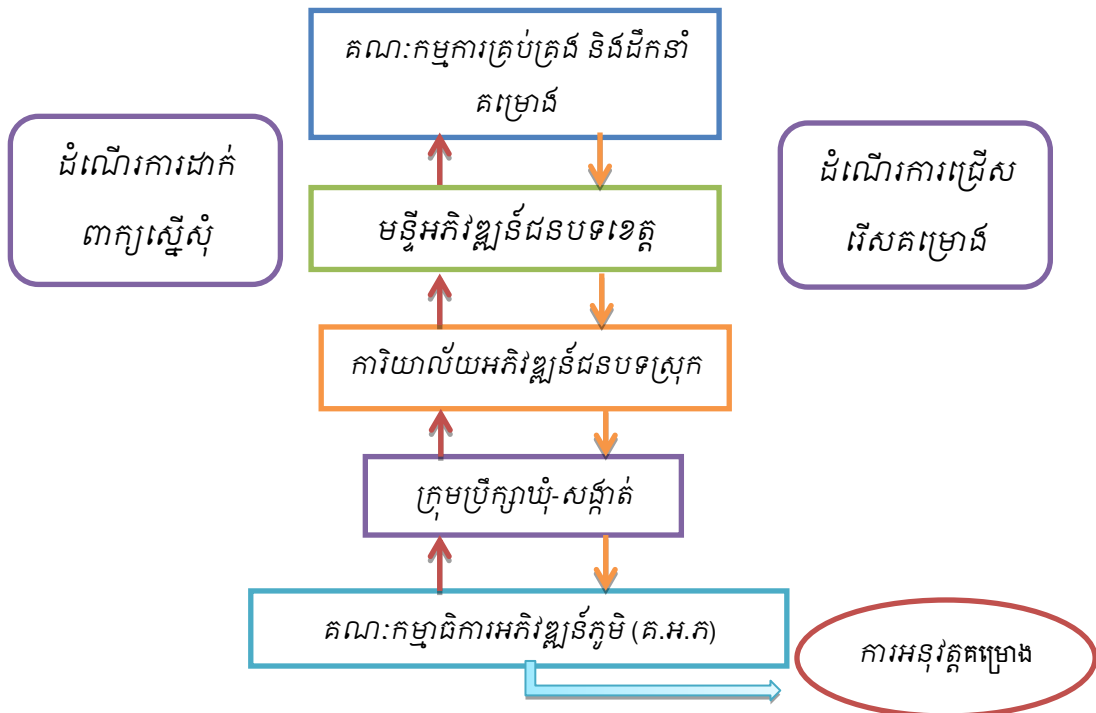 គណៈកម្មការគ្រប់គ្រង និងដឹកនាំ
គម្រោង
ដំណើរការដាក់
ពាក្យស្នើសុំ
ដំណើរការជ្រើស
រើសគម្រោង
មន្ទីអភិវឌ្ឍន៍ជនបទខេត្ត
ការិយាល័យអភិវឌ្ឍន៍ជនបទស្រុក
ក្រុមប្រឹក្សាឃុំ-សង្កាត់
គណៈកម្មាធិការអភិវឌ្ឍន៍ភូមិ (គ.អ.ភ)
ការអនុវត្តគម្រោង